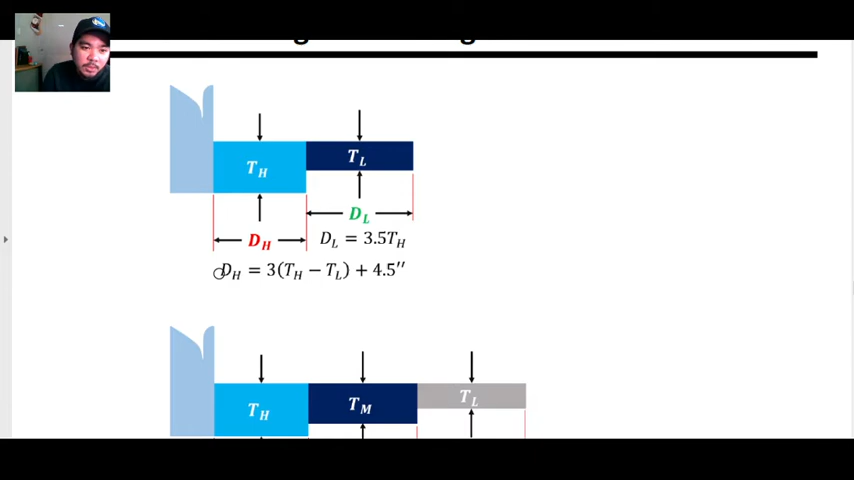 T_H T_L
D_L
D_H D_L = 3.5T_H
D_H = 3(T_H − T_L) + 4.5′′
T_H T_M T_L